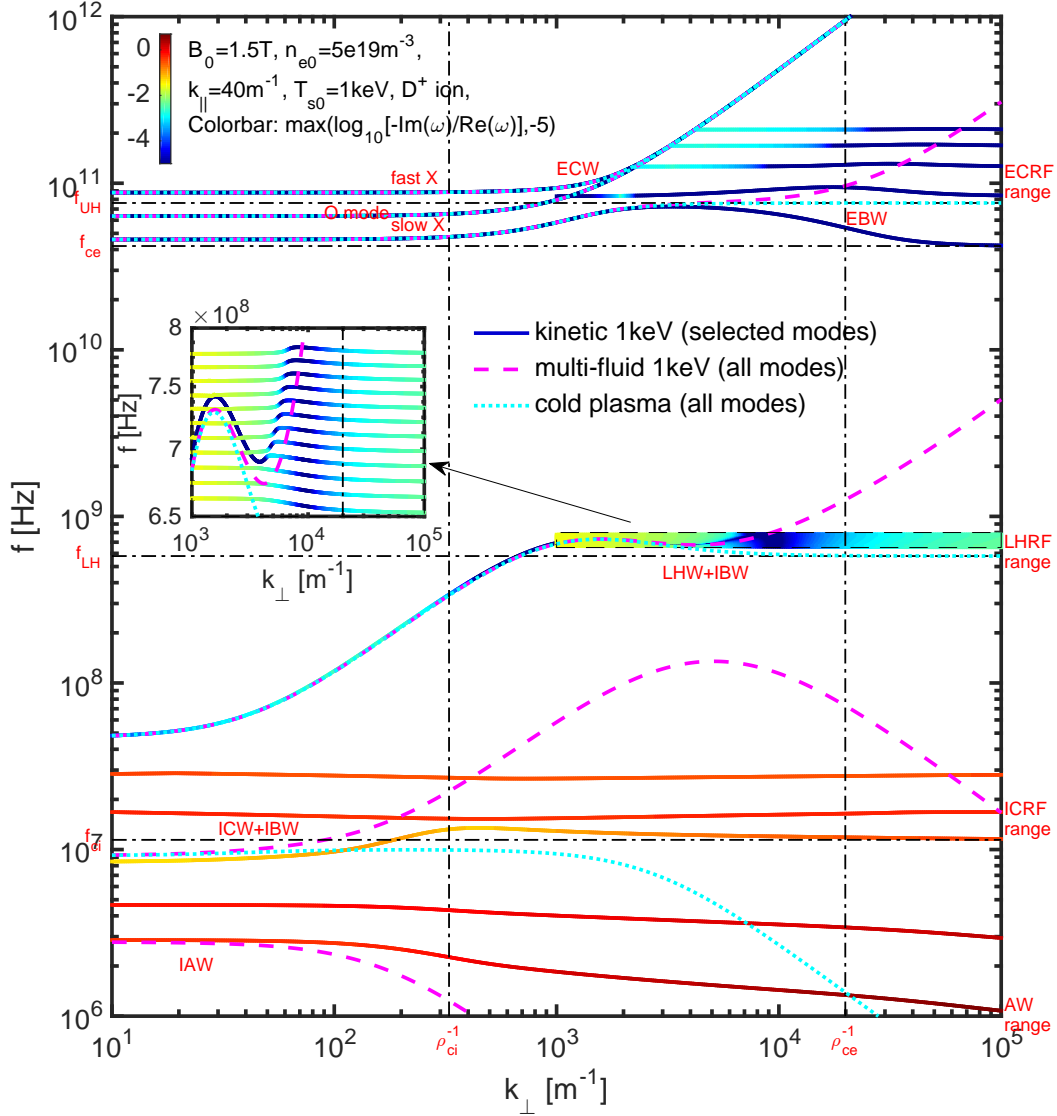 10^12
0
-2
-4
B_0=1.5T, n_e0=5e19m^-3,
k_||=40m^-1, T_s0=1keV, D^+ ion,
Colorbar: max(log_10[-Im(ω)/Re(ω)],-5)
fast X
ECW
10^11
ECRF
range
f_UH
O mode
slow X
EBW
f_ce
×10^8
8
7.5
7
6.5
f [Hz]
10^3
10^4
10^5
k_⊥ [m^-1]
kinetic 1keV (selected modes)
multi-fluid 1keV (all modes)
cold plasma (all modes)
10^10
f [Hz]
10^9
LHRF
range
f_LH
LHW+IBW
10^8
ICW+IBW
ICRF
range
f_ci
10^7
IAW
AW
range
10^6
10^1
10^2
ρ_ci^-1
10^3
10^4
ρ_ce^-1
10^5
k_⊥ [m^-1]